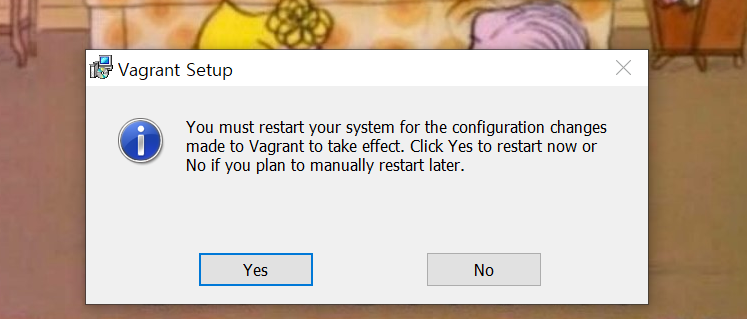 Vagrant Setup
You must restart your system for the configuration changes
made to Vagrant to take effect. Click Yes to restart now or
No if you plan to manually restart later.
Yes
No